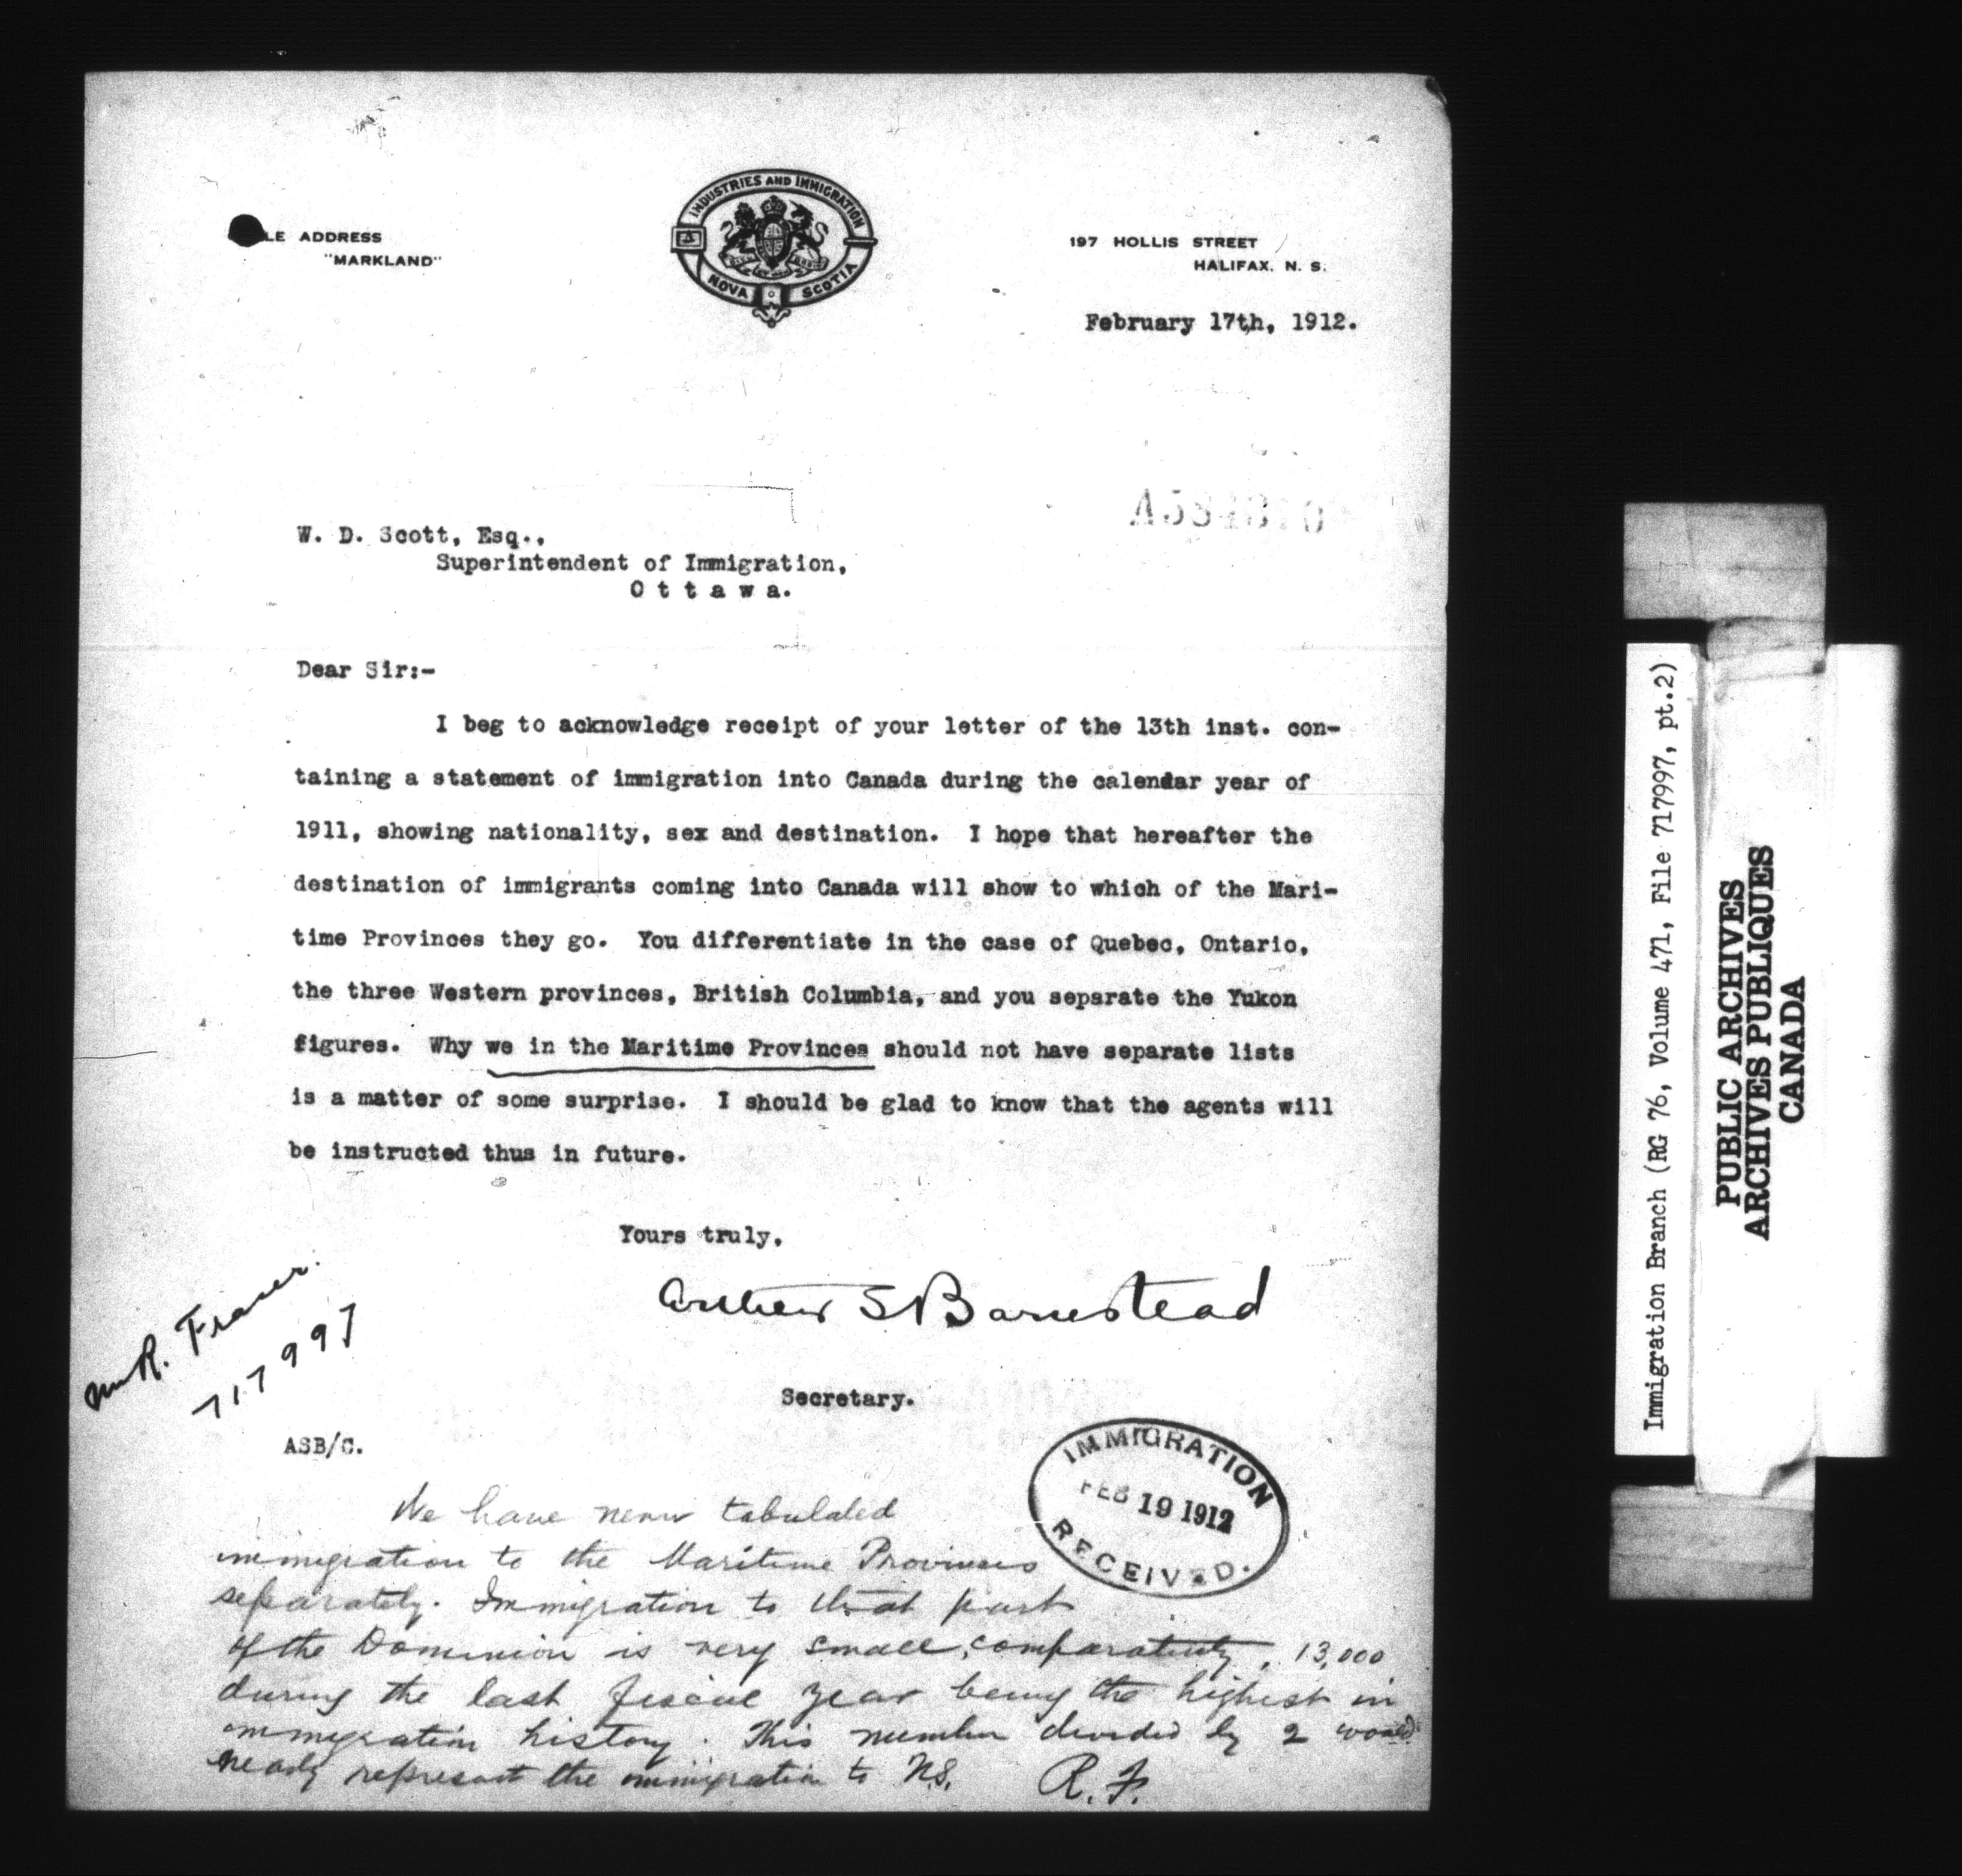 INDUSTRIES AND IMMIGRATION
NOVA SCOTIA
LE ADDRESS
"MARKLAND"
197 HOLLIS STREET
HALIFAX. N. S.
February 17th, 1912.
W. D. Scott, Esq.,
Superintendent of Immigration,
Ottawa.
Dear Sir:-
I beg to acknowledge receipt of your letter of the 13th inst. con-
taining a statement of immigration into Canada during the calendar year of
1911, showing nationality, sex and destination. I hope that hereafter the
destination of immigrants coming into Canada will show to which of the Mari-
time Provinces they go. You differentiate in the case of Quebec, Ontario,
the three Western provinces, British Columbia, and you separate the Yukon
figures. Why we in the Maritime Provinces should not have separate lists
is a matter of some surprise. I should be glad to know that the agents will
be instructed thus in future.
Yours truly,
Arthur S Barnstead
Secretary.
Mr R. Fraser.
717997
ASB/C.
IMMIGRATION
FEB 19 1912
RECEIVED.
We have never tabulated
immigration to the Maritime Provinces
separately. Immigration to that part
of the Dominion is very small, comparatively, 13,000
during the last fiscal year being the highest in
immigration history. This number divided by 2 would
nearly represent the immigration to N.S. R.F.
Immigration Branch (RG 76, Volume 471, File 717997, pt.2)
PUBLIC ARCHIVES
ARCHIVES PUBLIQUES
CANADA